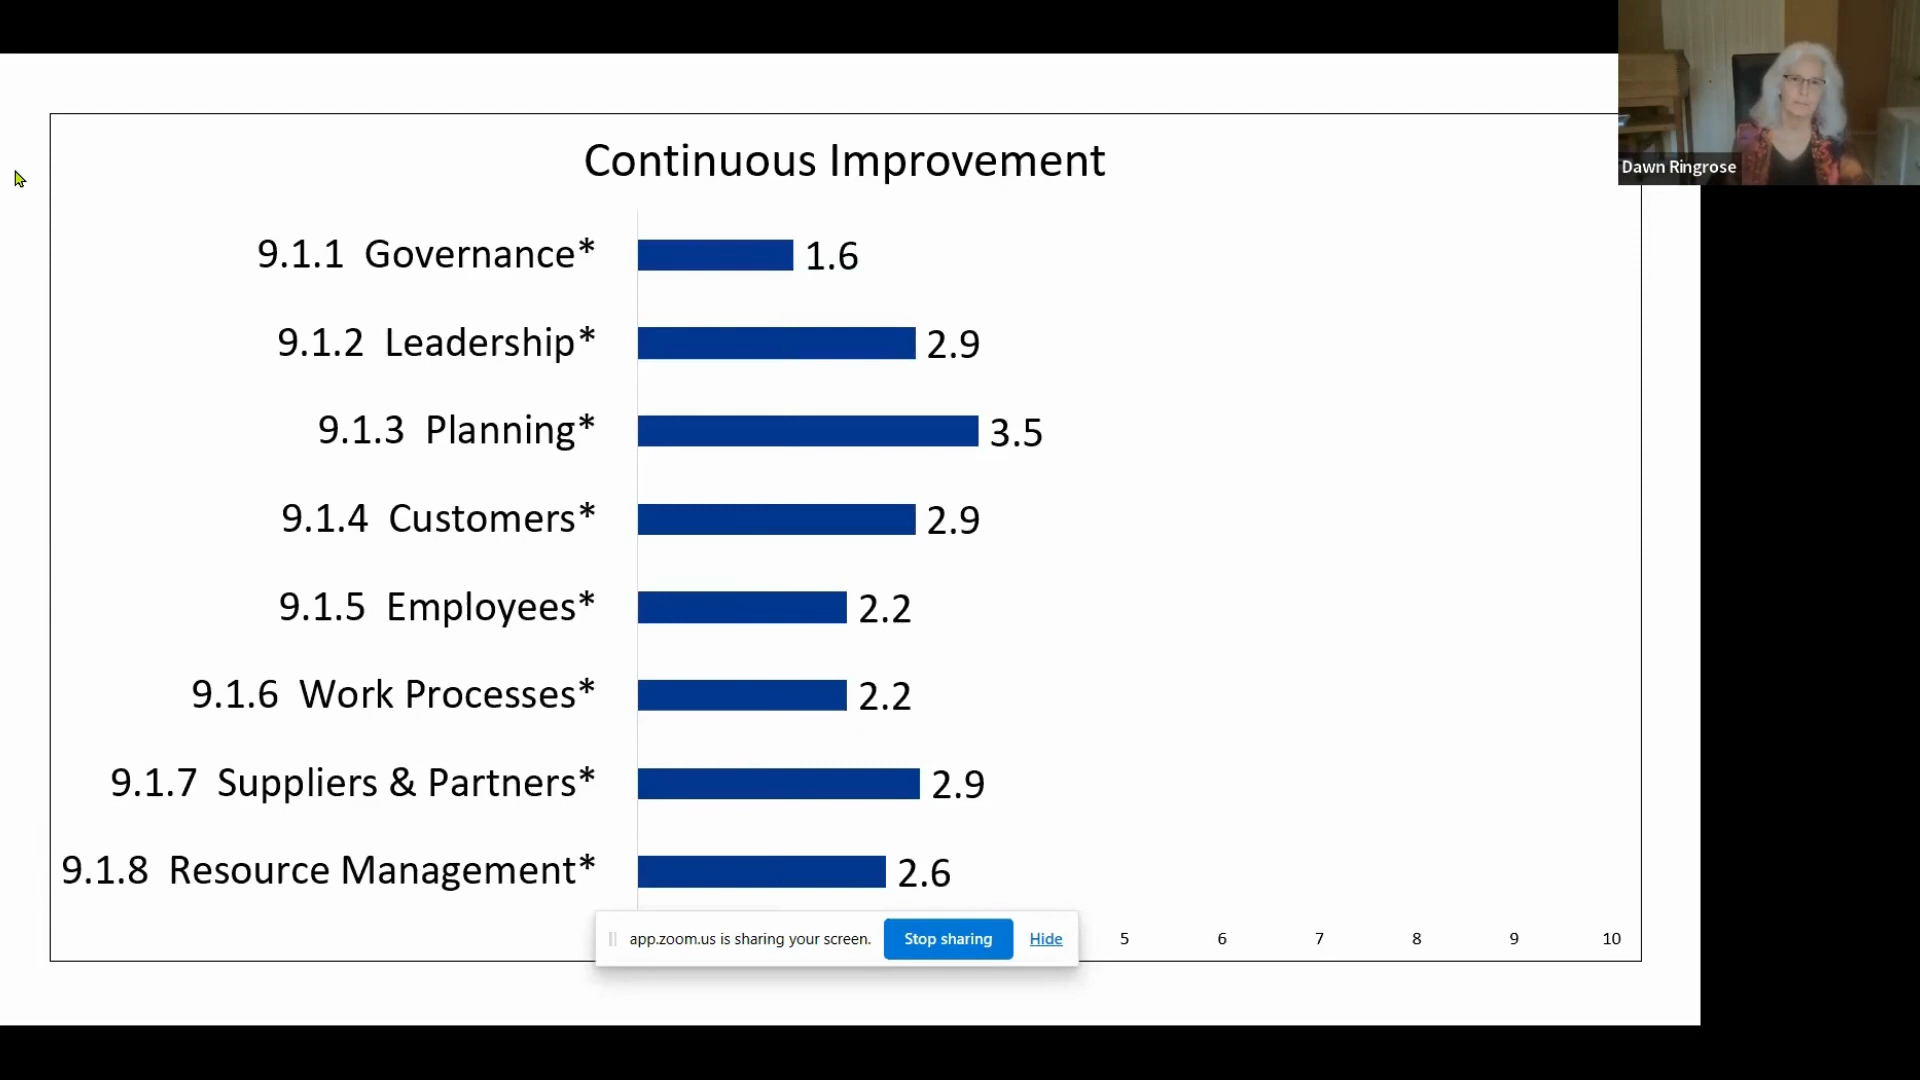 Dawn Ringrose
Continuous Improvement
9.1.1 Governance* 1.6
9.1.2 Leadership* 2.9
9.1.3 Planning* 3.5
9.1.4 Customers* 2.9
9.1.5 Employees* 2.2
9.1.6 Work Processes* 2.2
9.1.7 Suppliers & Partners* 2.9
9.1.8 Resource Management* 2.6
app.zoom.us is sharing your screen. Stop sharing Hide
5 6 7 8 9 10